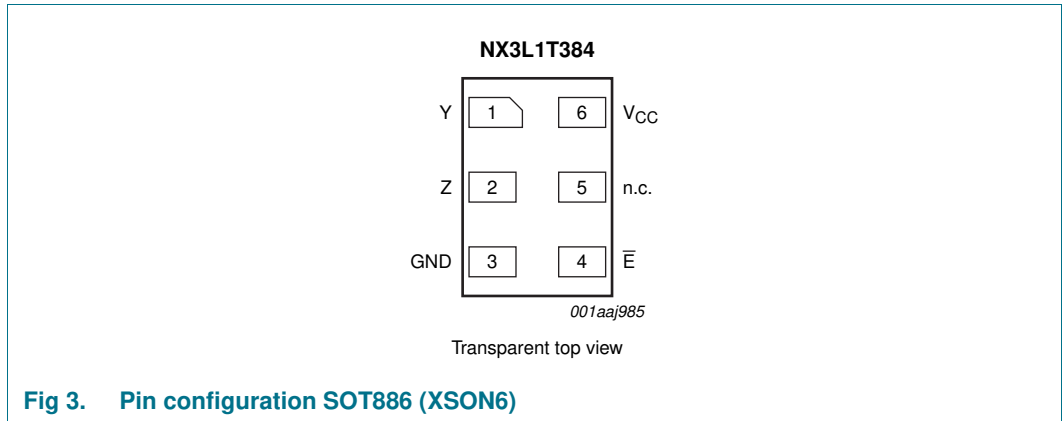 NX3L1T384
Y 1 6 VCC
Z 2 5 n.c.
GND 3 4 E̅
001aaj985
Transparent top view
Fig 3. Pin configuration SOT886 (XSON6)